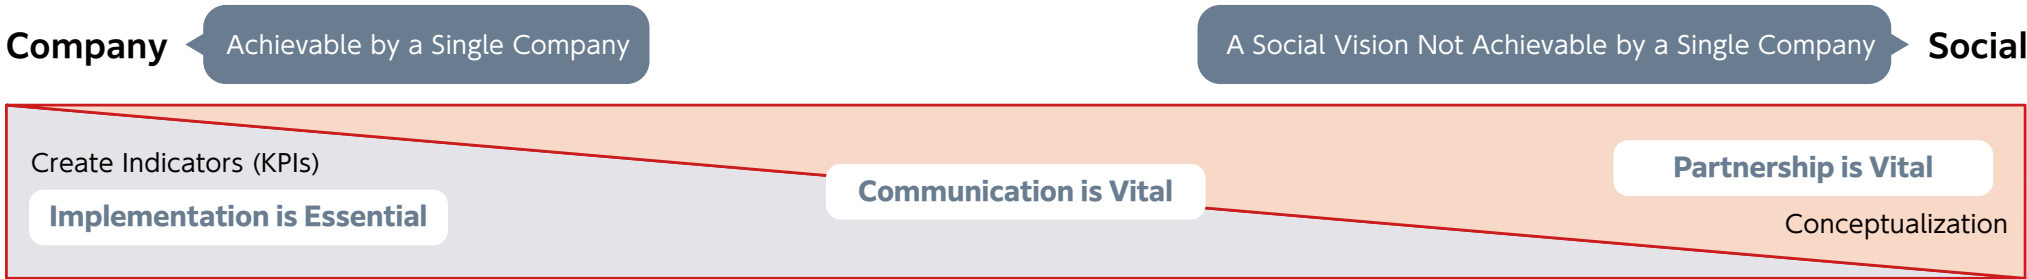 Company
Achievable by a Single Company
A Social Vision Not Achievable by a Single Company
Social
Create Indicators (KPIs)
Implementation is Essential
Communication is Vital
Partnership is Vital
Conceptualization